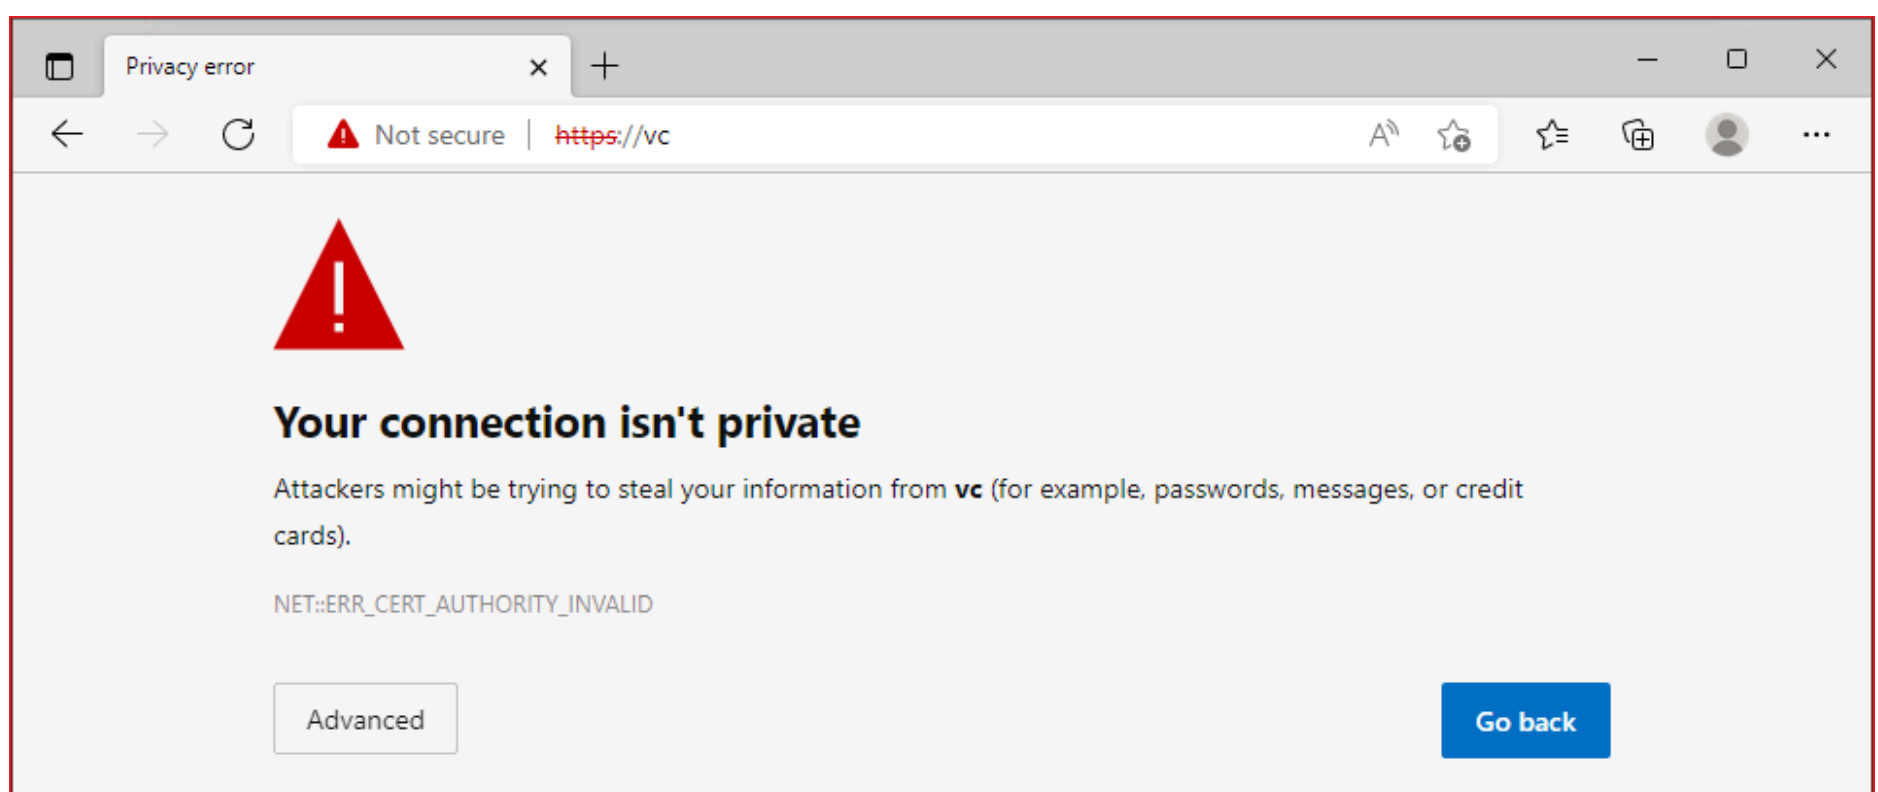 Privacy error
Not secure | https://vc
Your connection isn't private
Attackers might be trying to steal your information from vc (for example, passwords, messages, or credit
cards).
NET::ERR_CERT_AUTHORITY_INVALID
Advanced
Go back